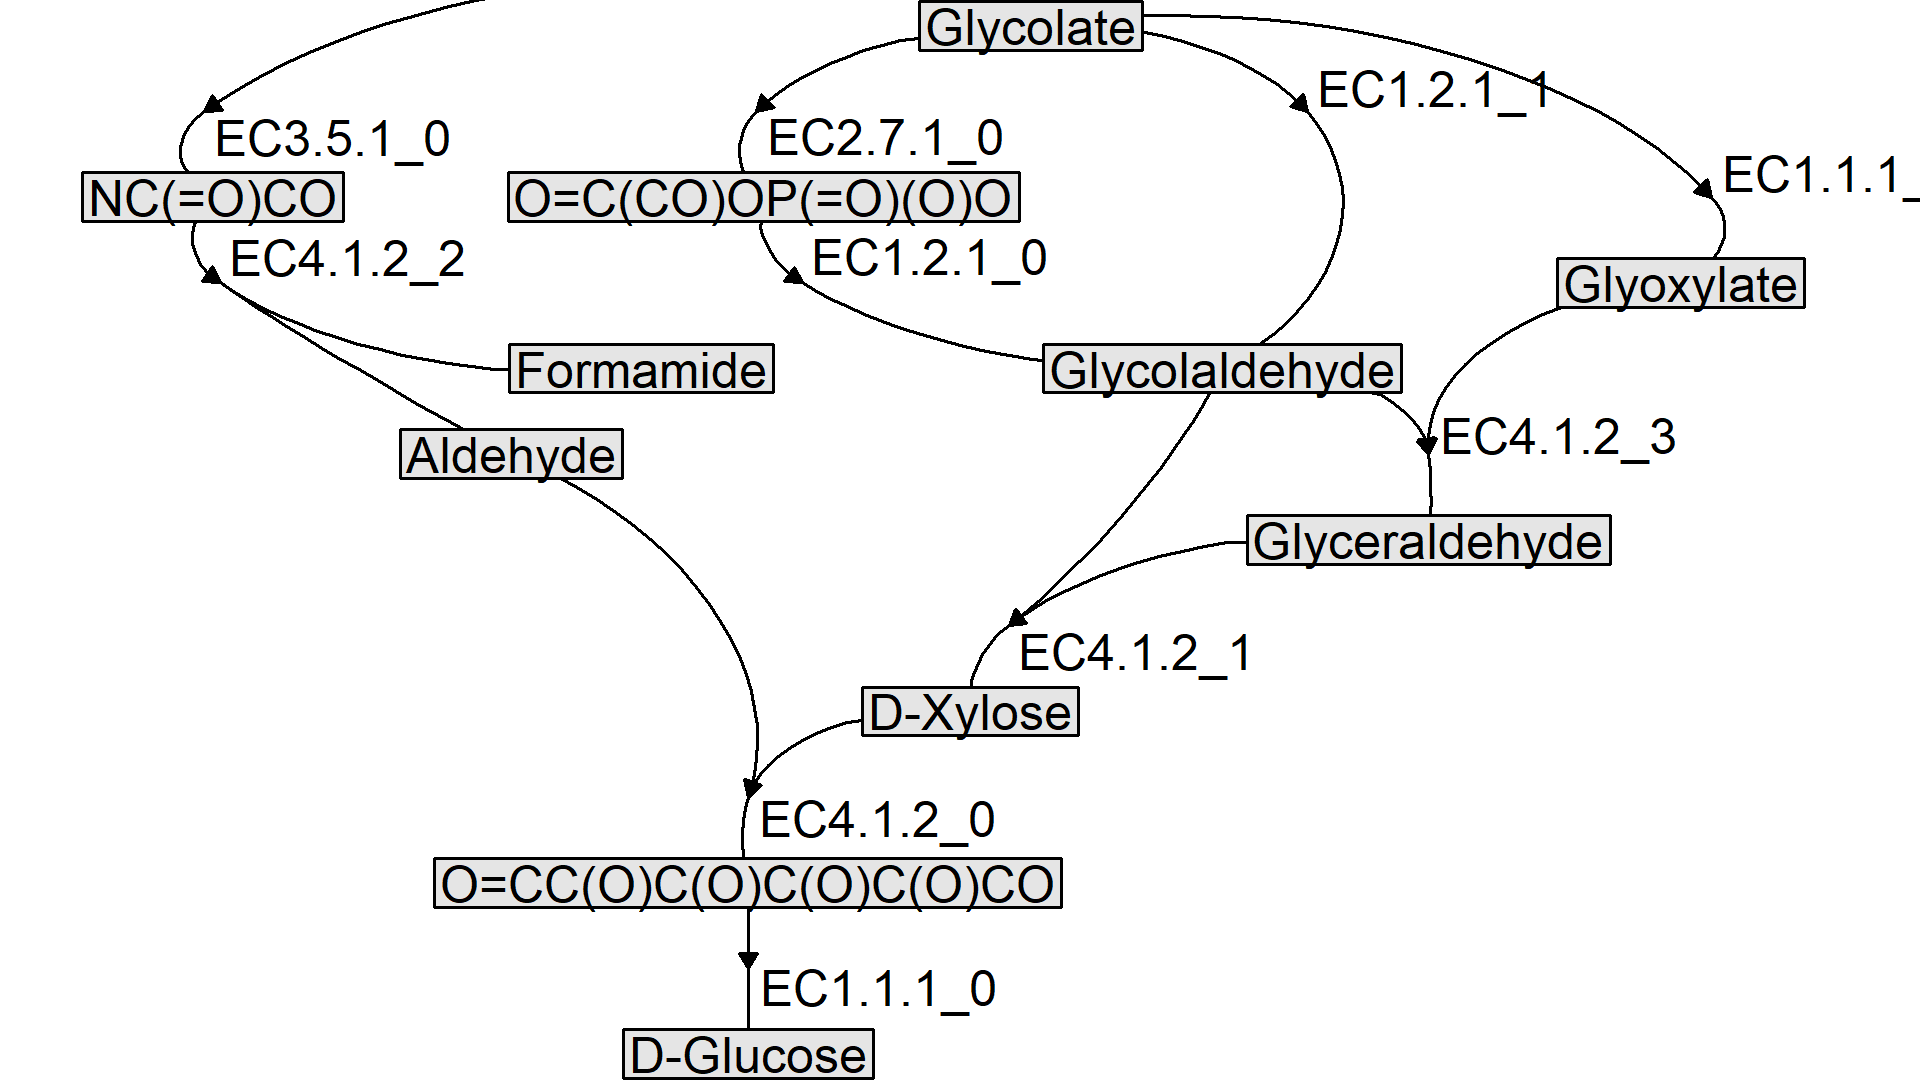 Glycolate
EC1.2.1_1
EC3.5.1_0
EC2.7.1_0
EC1.1.1_
NC(=O)CO
O=C(CO)OP(=O)(O)O
EC4.1.2_2
EC1.2.1_0
Glyoxylate
Formamide
Glycolaldehyde
EC4.1.2_3
Aldehyde
Glyceraldehyde
EC4.1.2_1
D-Xylose
EC4.1.2_0
O=CC(O)C(O)C(O)C(O)CO
EC1.1.1_0
D-Glucose